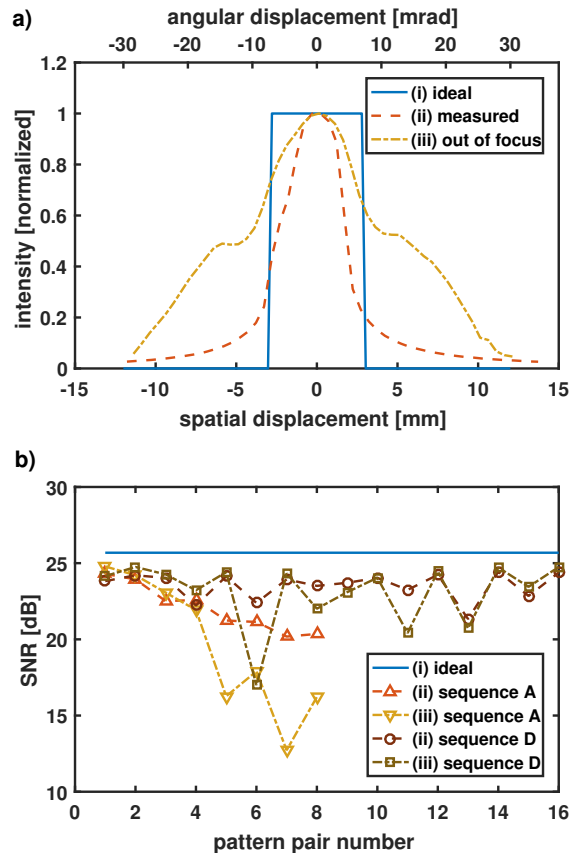 a)
angular displacement [mrad]
-30 -20 -10 0 10 20 30
1.2
1
0.8
0.6
0.4
0.2
0
intensity [normalized]
(i) ideal
(ii) measured
(iii) out of focus
-15 -10 -5 0 5 10 15
spatial displacement [mm]
b)
30
25
20
15
10
SNR [dB]
(i) ideal
(ii) sequence A
(iii) sequence A
(ii) sequence D
(iii) sequence D
0 2 4 6 8 10 12 14 16
pattern pair number